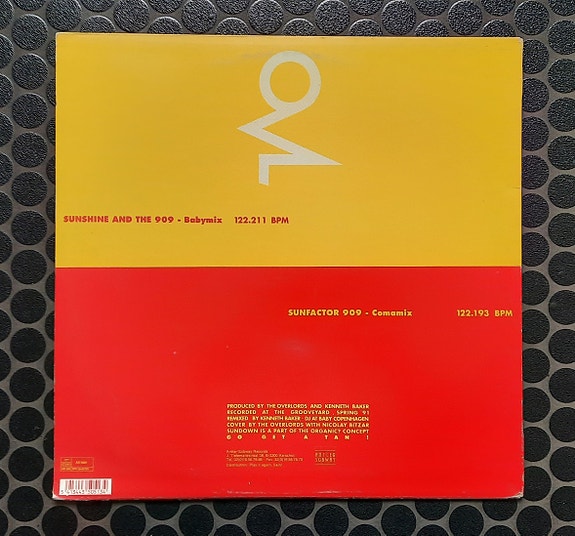 OVL
SUNSHINE AND THE 909 - Babymix 122.211 BPM
SUNFACTOR 909 - Comamix 122.193 BPM
PRODUCED BY THE OVERLORDS AND KENNETH BAKER
RECORDED AT THE GROOVEYARD SPRING 91
REMIXED BY KENNETH BAKER - DJ AT BABY COPENHAGEN
COVER BY THE OVERLORDS WITH NICOLAY BITZAR
SUNDOWN IS A PART OF THE ORGANIC? CONCEPT
GO GET A TAN !